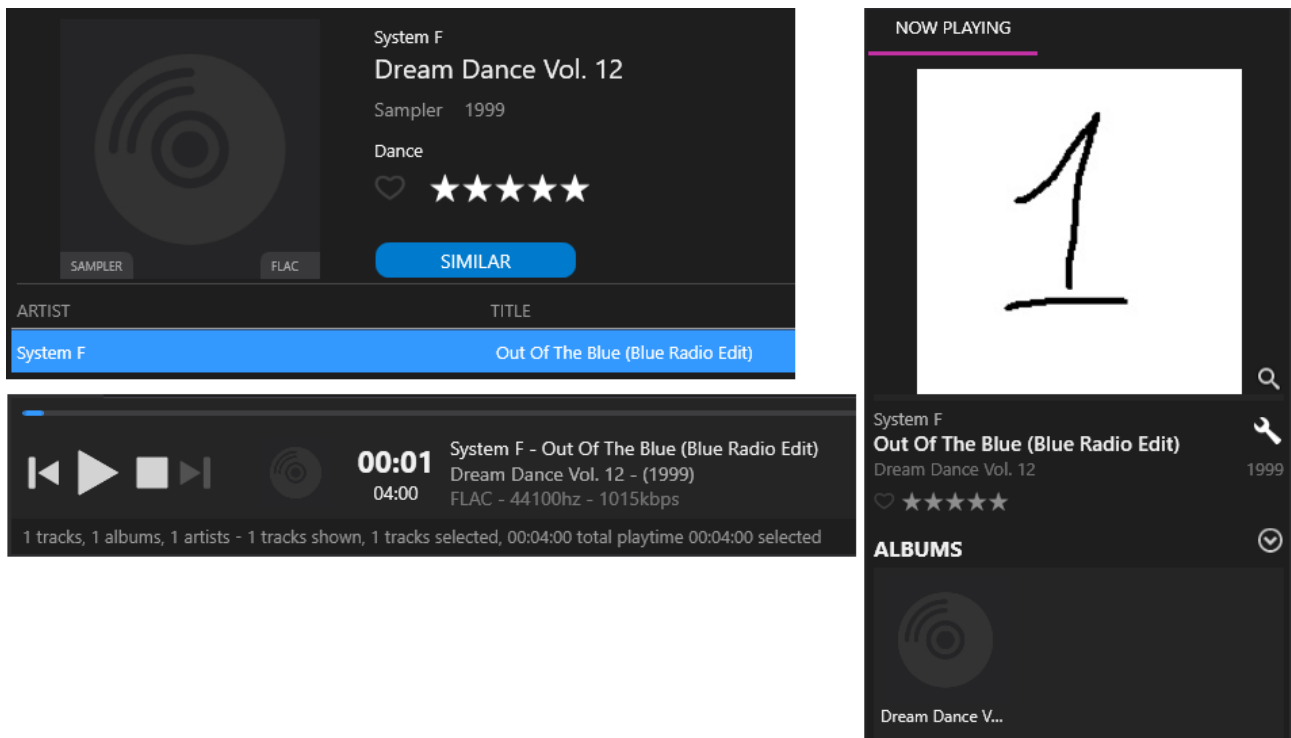 System F
Dream Dance Vol. 12
Sampler 1999
Dance
SAMPLER FLAC
SIMILAR
ARTIST TITLE
System F Out Of The Blue (Blue Radio Edit)
00:01
04:00
System F - Out Of The Blue (Blue Radio Edit)
Dream Dance Vol. 12 - (1999)
FLAC - 44100hz - 1015kbps
1 tracks, 1 albums, 1 artists - 1 tracks shown, 1 tracks selected, 00:04:00 total playtime 00:04:00 selected
NOW PLAYING
1
System F
Out Of The Blue (Blue Radio Edit)
Dream Dance Vol. 12 1999
ALBUMS
Dream Dance V...